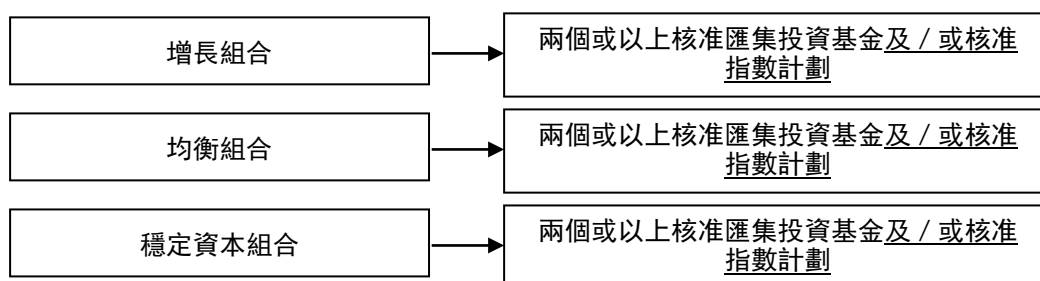 增長組合
兩個或以上核准匯集投資基金及 / 或核准
指數計劃
均衡組合
兩個或以上核准匯集投資基金及 / 或核准
指數計劃
穩定資本組合
兩個或以上核准匯集投資基金及 / 或核准
指數計劃